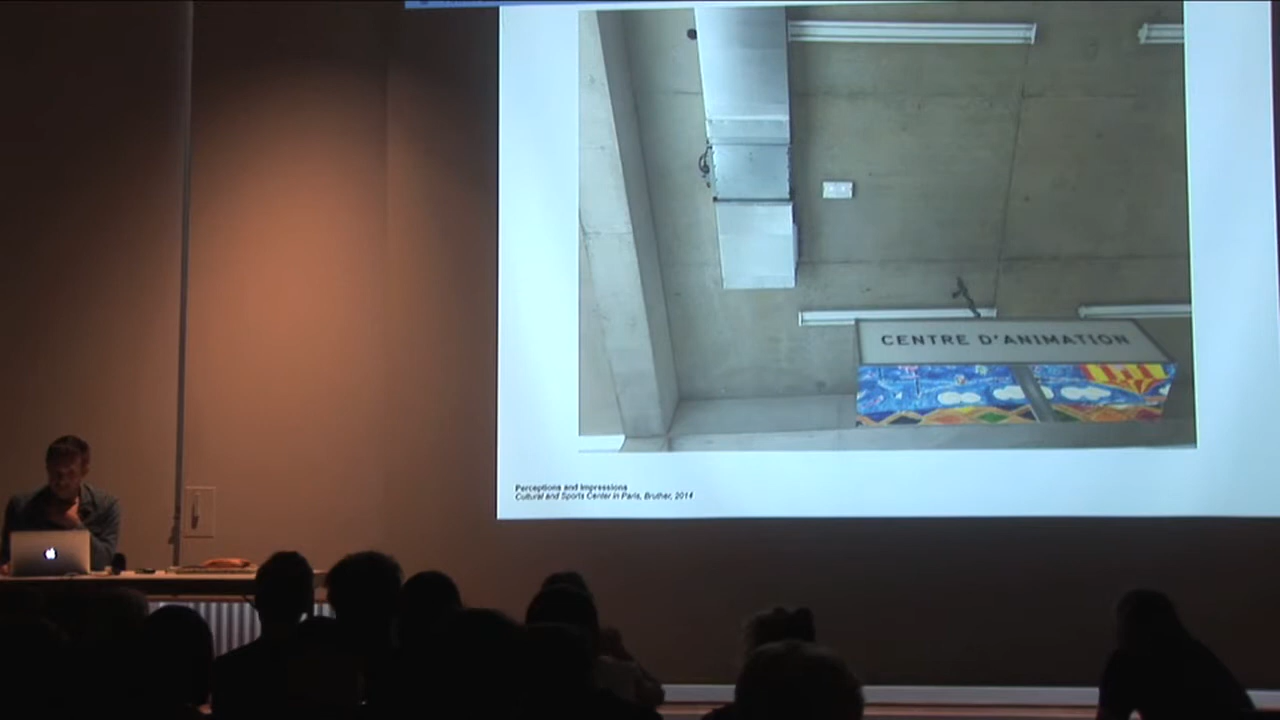 CENTRE D'ANIMATION
Perceptions and Impressions
Cultural and Sports Center in Paris, Bruther, 2014